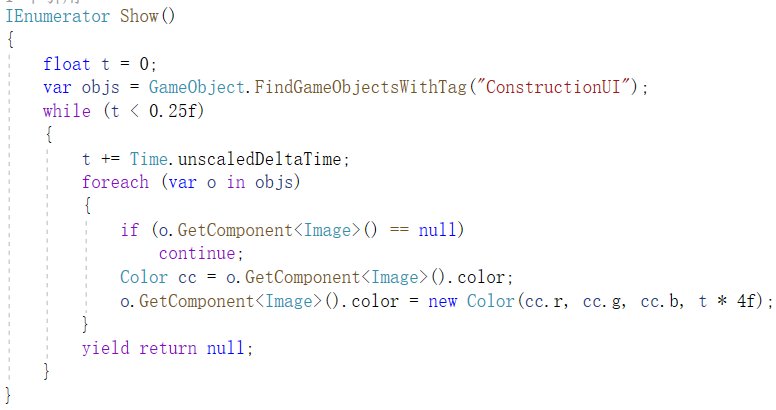 IEnumerator Show()
{
    float t = 0;
    var objs = GameObject.FindGameObjectsWithTag("ConstructionUI");
    while (t < 0.25f)
    {
        t += Time.unscaledDeltaTime;
        foreach (var o in objs)
        {
            if (o.GetComponent<Image>() == null)
                continue;
            Color cc = o.GetComponent<Image>().color;
            o.GetComponent<Image>().color = new Color(cc.r, cc.g, cc.b, t * 4f);
        }
        yield return null;
    }
}